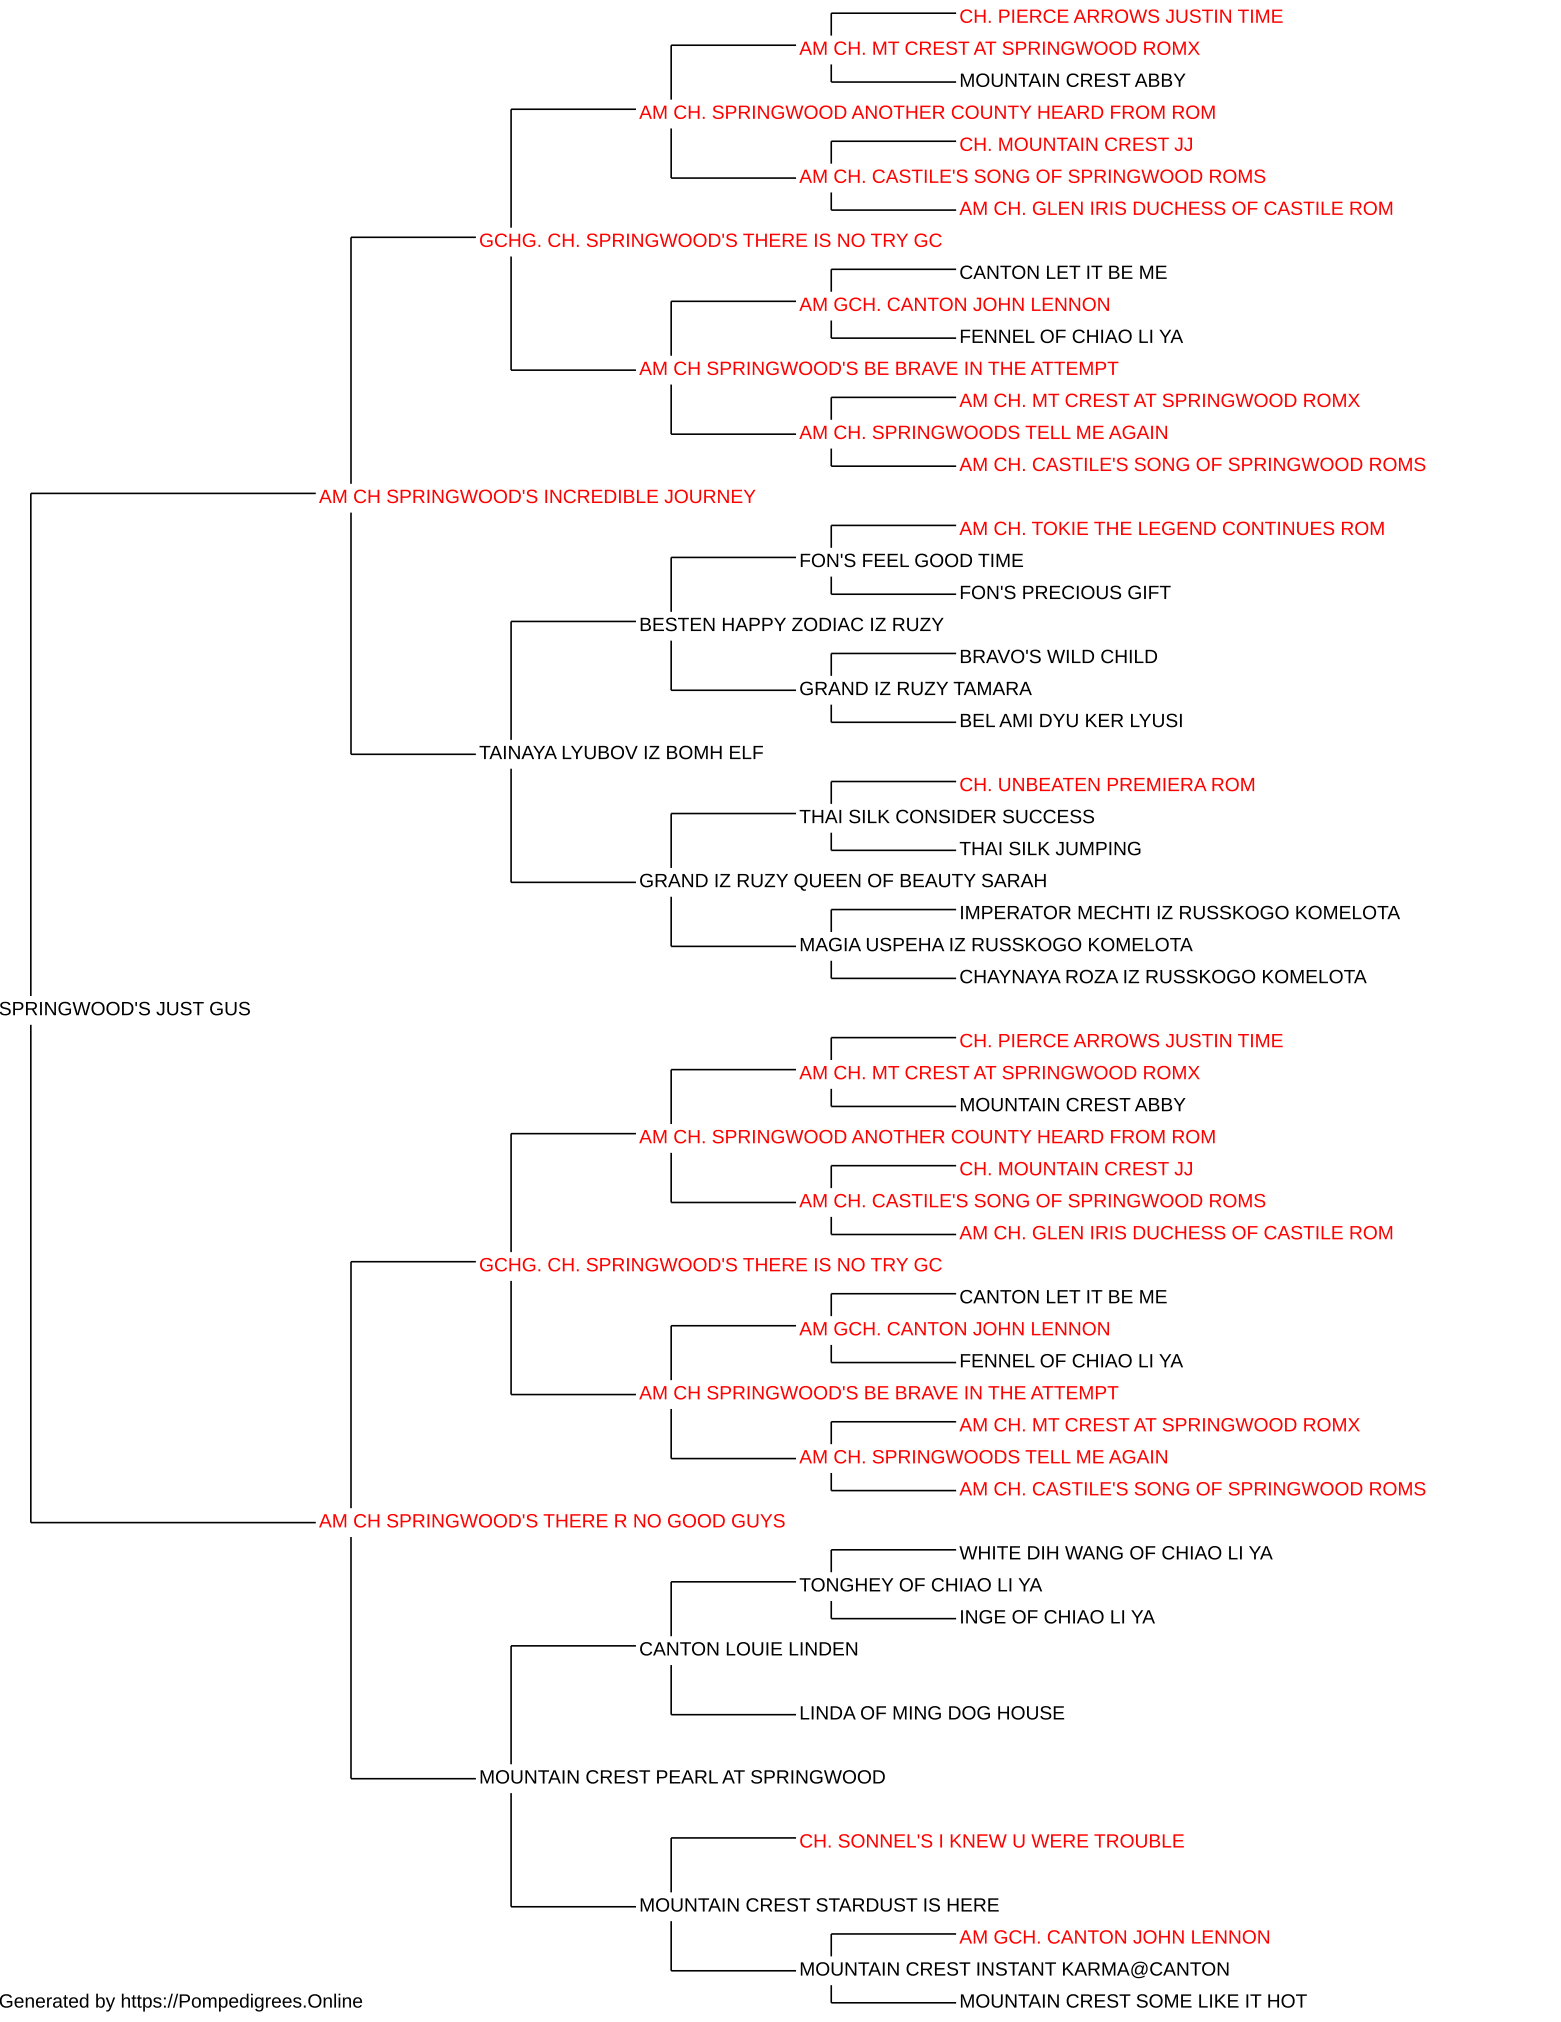 CH. PIERCE ARROWS JUSTIN TIME
AM CH. MT CREST AT SPRINGWOOD ROMX
MOUNTAIN CREST ABBY
AM CH. SPRINGWOOD ANOTHER COUNTY HEARD FROM ROM
CH. MOUNTAIN CREST JJ
AM CH. CASTILE'S SONG OF SPRINGWOOD ROMS
AM CH. GLEN IRIS DUCHESS OF CASTILE ROM
GCHG. CH. SPRINGWOOD'S THERE IS NO TRY GC
CANTON LET IT BE ME
AM GCH. CANTON JOHN LENNON
FENNEL OF CHIAO LI YA
AM CH SPRINGWOOD'S BE BRAVE IN THE ATTEMPT
AM CH. MT CREST AT SPRINGWOOD ROMX
AM CH. SPRINGWOODS TELL ME AGAIN
AM CH. CASTILE'S SONG OF SPRINGWOOD ROMS
AM CH SPRINGWOOD'S INCREDIBLE JOURNEY
AM CH. TOKIE THE LEGEND CONTINUES ROM
FON'S FEEL GOOD TIME
FON'S PRECIOUS GIFT
BESTEN HAPPY ZODIAC IZ RUZY
BRAVO'S WILD CHILD
GRAND IZ RUZY TAMARA
BEL AMI DYU KER LYUSI
TAINAYA LYUBOV IZ BOMH ELF
CH. UNBEATEN PREMIERA ROM
THAI SILK CONSIDER SUCCESS
THAI SILK JUMPING
GRAND IZ RUZY QUEEN OF BEAUTY SARAH
IMPERATOR MECHTI IZ RUSSKOGO KOMELOTA
MAGIA USPEHA IZ RUSSKOGO KOMELOTA
CHAYNAYA ROZA IZ RUSSKOGO KOMELOTA
SPRINGWOOD'S JUST GUS
CH. PIERCE ARROWS JUSTIN TIME
AM CH. MT CREST AT SPRINGWOOD ROMX
MOUNTAIN CREST ABBY
AM CH. SPRINGWOOD ANOTHER COUNTY HEARD FROM ROM
CH. MOUNTAIN CREST JJ
AM CH. CASTILE'S SONG OF SPRINGWOOD ROMS
AM CH. GLEN IRIS DUCHESS OF CASTILE ROM
GCHG. CH. SPRINGWOOD'S THERE IS NO TRY GC
CANTON LET IT BE ME
AM GCH. CANTON JOHN LENNON
FENNEL OF CHIAO LI YA
AM CH SPRINGWOOD'S BE BRAVE IN THE ATTEMPT
AM CH. MT CREST AT SPRINGWOOD ROMX
AM CH. SPRINGWOODS TELL ME AGAIN
AM CH. CASTILE'S SONG OF SPRINGWOOD ROMS
AM CH SPRINGWOOD'S THERE R NO GOOD GUYS
WHITE DIH WANG OF CHIAO LI YA
TONGHEY OF CHIAO LI YA
INGE OF CHIAO LI YA
CANTON LOUIE LINDEN
LINDA OF MING DOG HOUSE
MOUNTAIN CREST PEARL AT SPRINGWOOD
CH. SONNEL'S I KNEW U WERE TROUBLE
MOUNTAIN CREST STARDUST IS HERE
AM GCH. CANTON JOHN LENNON
MOUNTAIN CREST INSTANT KARMA@CANTON
MOUNTAIN CREST SOME LIKE IT HOT
Generated by https://Pompedigrees.Online